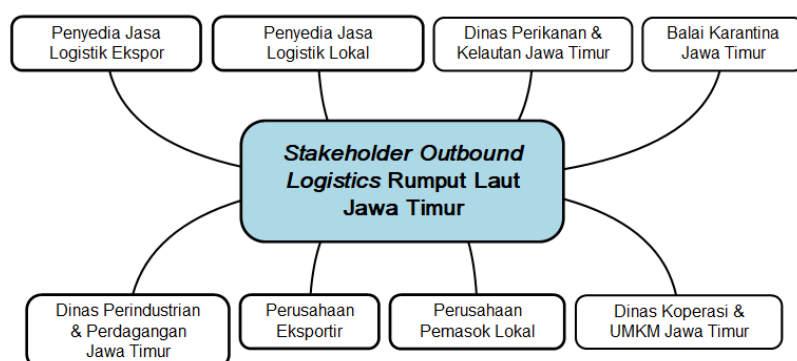 Penyedia Jasa
Logistik Ekspor
Penyedia Jasa
Logistik Lokal
Dinas Perikanan &
Kelautan Jawa Timur
Balai Karantina
Jawa Timur
Stakeholder Outbound
Logistics Rumput Laut
Jawa Timur
Dinas Perindustrian
& Perdagangan
Jawa Timur
Perusahaan
Eksportir
Perusahaan
Pemasok Lokal
Dinas Koperasi &
UMKM Jawa Timur